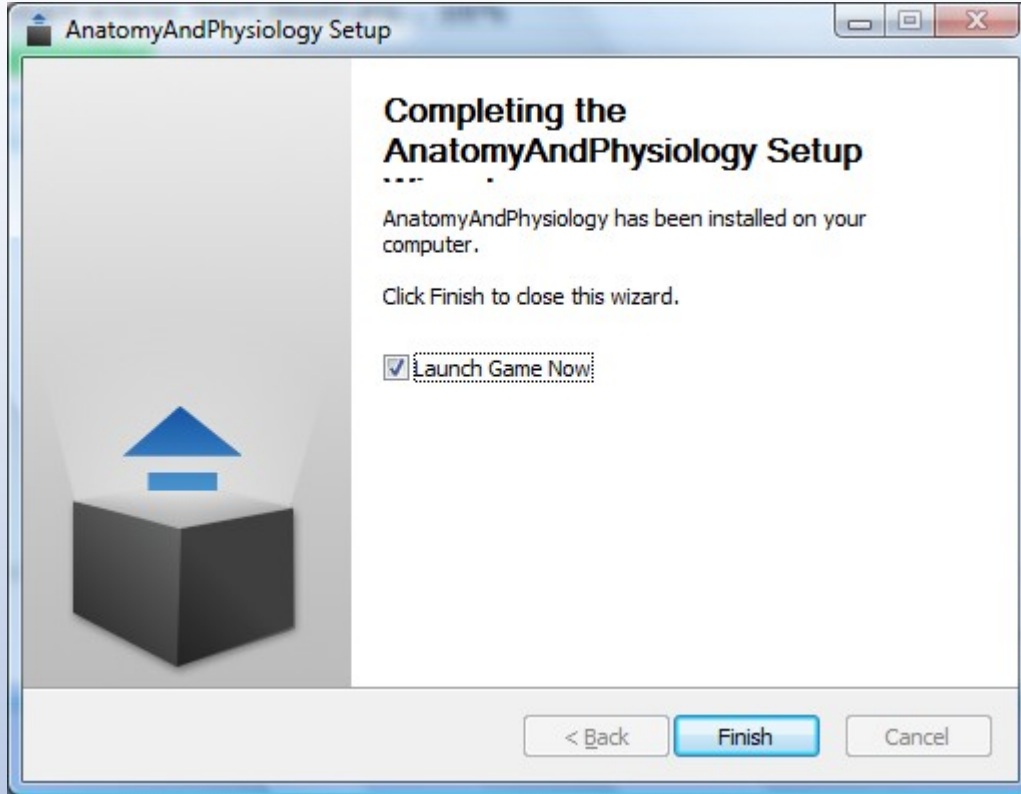 AnatomyAndPhysiology Setup
Completing the
AnatomyAndPhysiology Setup
AnatomyAndPhysiology has been installed on your
computer.
Click Finish to close this wizard.
Launch Game Now
< Back
Finish
Cancel